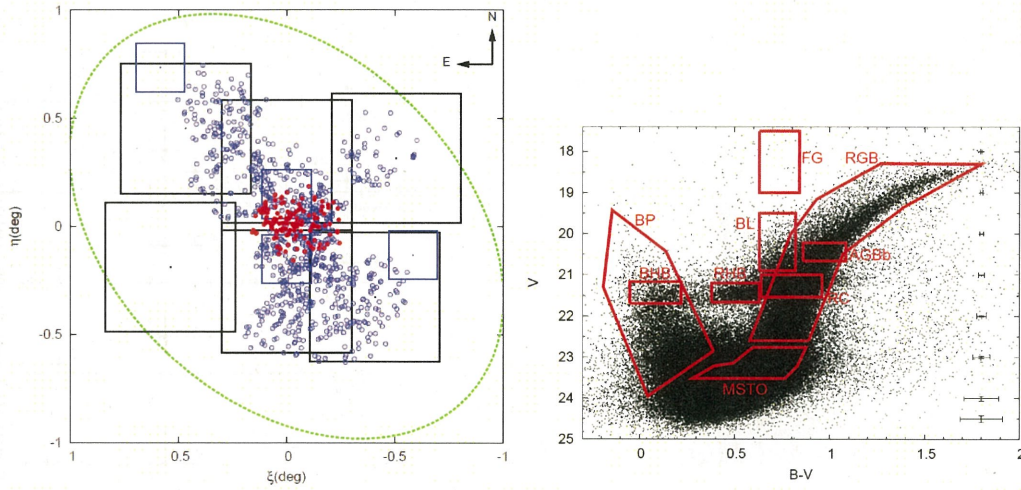 1
0.5
0
-0.5
-1
1
0.5
0
-0.5
-1
η(deg)
ξ(deg)
N
E
18
19
20
21
22
23
24
25
0
0.5
1
1.5
2
V
B-V
FG
RGB
BP
BL
AGBb
BHB
RHB
RC
MSTO